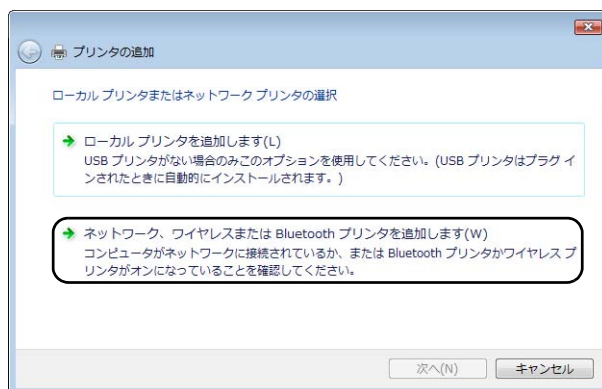 プリンタの追加
ローカル プリンタまたはネットワーク プリンタの選択
ローカル プリンタを追加します(L)
USB プリンタがない場合のみこのオプションを使用してください。(USB プリンタはプラグ イ
ンされたときに自動的にインストールされます。)
ネットワーク、ワイヤレスまたは Bluetooth プリンタを追加します(W)
コンピュータがネットワークに接続されているか、または Bluetooth プリンタかワイヤレス プ
リンタがオンになっていることを確認してください。
次へ(N) キャンセル